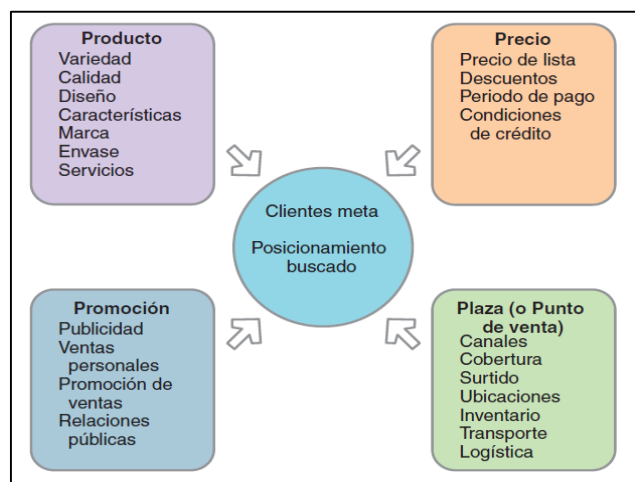 Producto
Variedad
Calidad
Diseño
Características
Marca
Envase
Servicios
Precio
Precio de lista
Descuentos
Periodo de pago
Condiciones
de crédito
Clientes meta
Posicionamiento
buscado
Promoción
Publicidad
Ventas
personales
Promoción de
ventas
Relaciones
públicas
Plaza (o Punto
de venta)
Canales
Cobertura
Surtido
Ubicaciones
Inventario
Transporte
Logística